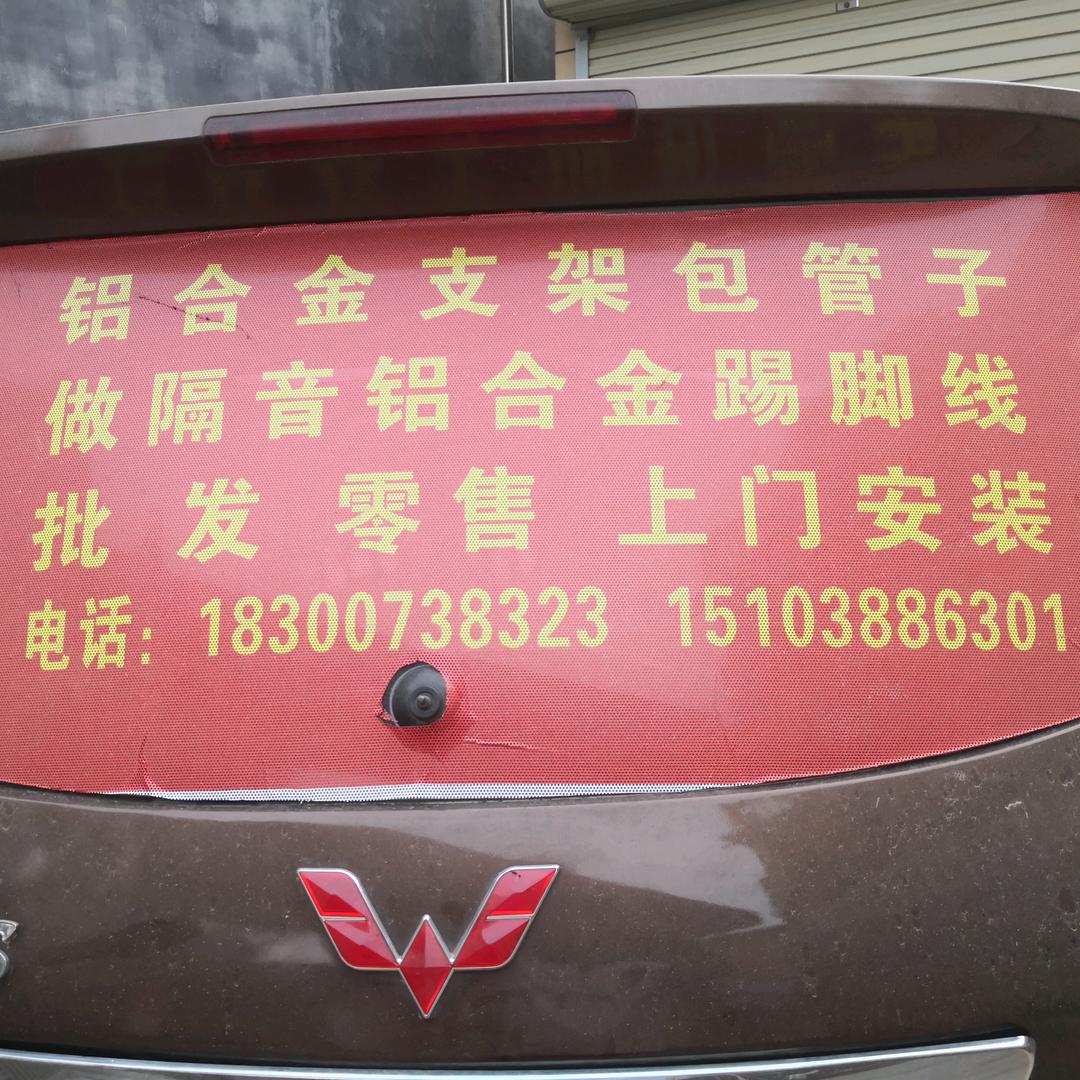 铝合金支架包管子
做隔音铝合金踢脚线
批发 零售 上门安装
电话：18300738323 15103886301